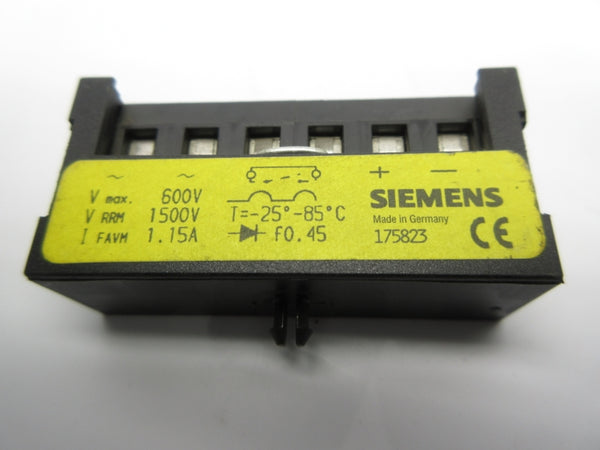 ~ ~ + −
V max. 600V
V RRM 1500V
I FAVM 1.15A
T=-25°-85°C
f0.45
SIEMENS
Made in Germany
175823
CE